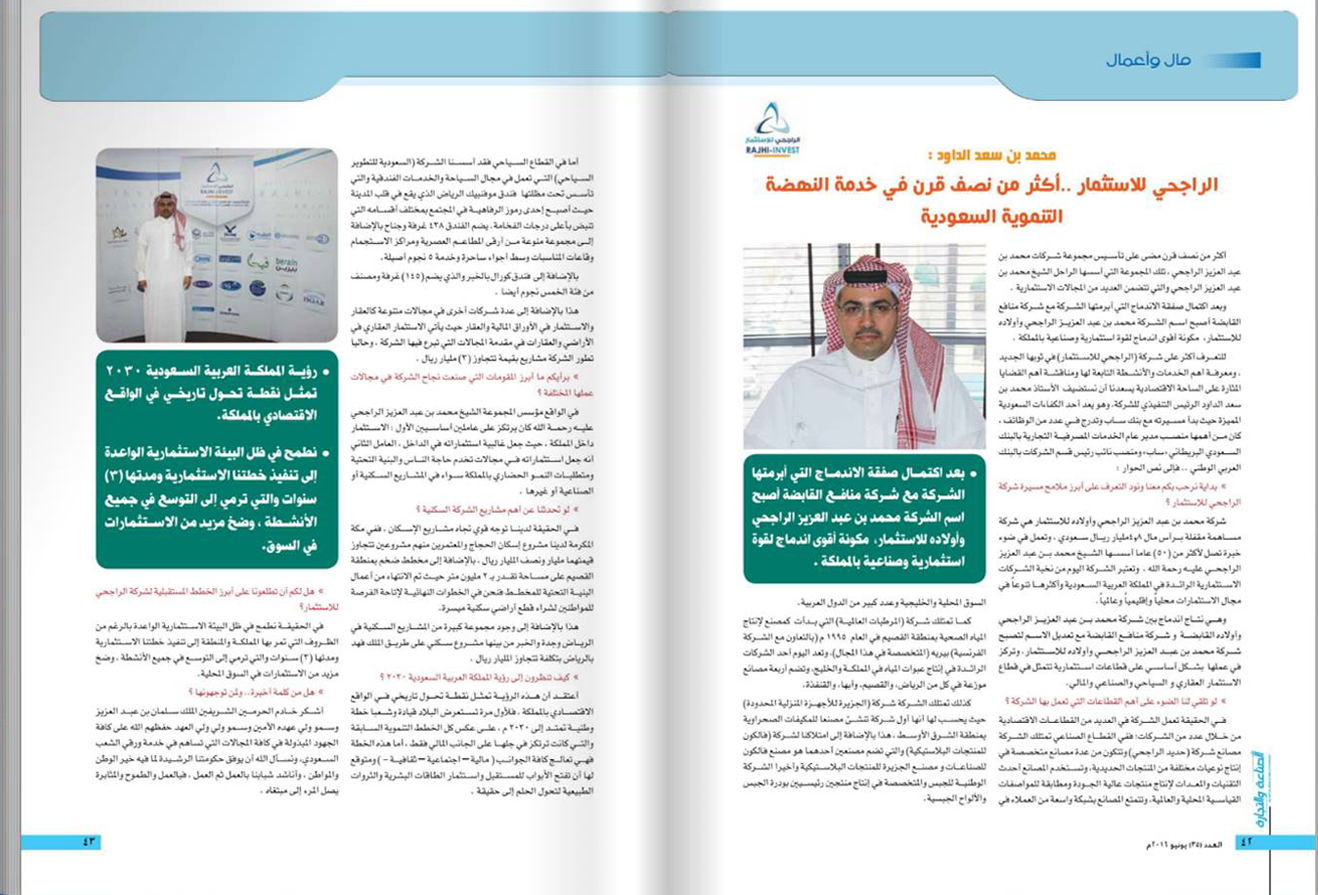 مال وأعمال
الراجحي للإستثمار
RAJHI-INVEST
محمد بن سعد الداود :
الراجحي للاستثمار ..أكثر من نصف قرن في خدمة النهضة
التنموية السعودية
أكثر من نصف قرن مضى على تأسيس مجموعة شركات محمد بن
عبد العزيز الراجحي ، تلك المجموعة التي أسسها الراحل الشيخ محمد بن
عبد العزيز الراجحي والتي تتضمن العديد من المجالات الاستثمارية .
وبعد اكتمال صفقة الاندماج التي أبرمتها الشركة مع شركة منافع
القابضة أصبح اسم الشركة محمد بن عبد العزيز الراجحي وأولاده
للاستثمار، مكونة أقوى اندماج لقوة استثمارية وصناعية بالمملكة .
للتعرف اكثر على شركة (الراجحي للاستثمار) في ثوبها الجديد
، ومعرفة أهم الخدمات والأنشطة التابعة لها ومناقشة أهم القضايا
المثارة على الساحة الاقتصادية يسعدنا أن نستضيف الأستاذ محمد بن
سعد الداود الرئيس التنفيذي للشركة، وهو يعد أحد الكفاءات السعودية
المميزة حيث بدأ مسيرته مع بنك ساب وتدرج في عدد من الوظائف ،
كان من أهمها منصب مدير عام الخدمات المصرفية التجارية بالبنك
السعودي البريطاني «ساب» ومنصب نائب رئيس قسم الشركات بالبنك
العربي الوطني .. فإلى نص الحوار :
» بداية نرحب بكم معنا ونود التعرف على أبرز ملامح مسيرة شركة
الراجحي للاستثمار ؟
شركة محمد بن عبد العزيز الراجحي وأولاده للاستثمار هي شركة
مساهمة مقفلة برأس مال ٤٫٠٨مليار ريال سعودي ، وتعمل في ضوء
خبرة تصل لأكثر من (٥٠) عاما أسسها الشيخ محمد بن عبد العزيز
الراجحي عليه رحمة الله ، وتعتبر الشركة اليوم من نخبة الشركات
الاستثمارية الرائدة في المملكة العربية السعودية وأكثرها تنوعاً في
مجال الاستثمارات محلياً وإقليمياً وعالمياً.
وهي نتاج اندماج بين شركة محمد بن عبد العزيز الراجحي
وأولاده القابضة و شركة منافع القابضة مع تعديل الاسم لتصبح
شركة محمد بن عبد العزيز الراجحي وأولاده للاستثمار، وتركز
في عملها بشكل أساسي على قطاعات استثمارية تتمثل في قطاع
الاستثمار العقاري و السياحي والصناعي والمالي.
» لو تلقي لنا الضوء على أهم القطاعات التي تعمل بها الشركة ؟
في الحقيقة تعمل الشركة في العديد من القطاعات الاقتصادية
من خلال عدد من الشركات؛ ففي القطاع الصناعي تمتلك الشركة
مصانع شركة (حديد الراجحي) وتتكون من عدة مصانع متخصصة في
إنتاج نوعيات مختلفة من المنتجات الحديدية، وتستخدم المصانع أحدث
التقنيات والمعدات لإنتاج منتجات عالية الجودة ومطابقة للمواصفات
القياسية المحلية والعالمية، وتتمتع المصانع بشبكة واسعة من العملاء في
بعد اكتمال صفقة الاندماج التي أبرمتها
الشركة مع شركة منافع القابضة أصبح
اسم الشركة محمد بن عبد العزيز الراجحي
وأولاده للاستثمار، مكونة أقوى اندماج لقوة
استثمارية وصناعية بالمملكة .
السوق المحلية والخليجية وعدد كبير من الدول العربية.
كما تمتلك شركة (المرطبات العالمية) التي بدأت كمصنع لإنتاج
المياه الصحية بمنطقة القصيم في العام ١٩٩٥ م (بالتعاون مع الشركة
الفرنسية) بيريه (المتخصصة في هذا المجال)، وتعد اليوم أحد الشركات
الرائدة في إنتاج عبوات المياه في المملكة والخليج، وتضم أربعة مصانع
موزعة في كل من الرياض، والقصيم، وأبها، والقنفذة.
كذلك تمتلك الشركة شركة (الجزيرة للأجهزة المنزلية المحدودة)
حيث يحسب لها أنها أول شركة تنشئ مصنعا للمكيفات الصحراوية
بمنطقة الشرق الأوسط، هذا بالإضافة إلى امتلاكنا لشركة (فالكون
للمنتجات البلاستيكية) والتي تضم مصنعين أحدهما هو مصنع فالكون
للصناعات و مصنع الجزيرة للمنتجات البلاستيكية وأخيرا الشركة
الوطنية للجبس والمتخصصة في إنتاج منتجين رئيسيين بودرة الجبس
والألواح الجبسية.
الصناعة والتجارة
٤٢
العدد (٣٥) يونيو ٢٠١٦م
أما في القطاع السياحي فقد أسسنا الشركة (السعودية للتطوير
السياحي) التي تعمل في مجال السياحة والخدمات الفندقية والتي
تأسس تحت مظلتها فندق موفنبيك الرياض الذي يقع في قلب المدينة
حيث أصبح إحدى رموز الرفاهية في المجتمع بمختلف أقسامه التي
تنبض بأعلى درجات الفخامة. يضم الفندق ٤٣٨ غرفة وجناح بالإضافة
إلى مجموعة منوعة من أرقى المطاعم العصرية ومراكز الاستجمام
وقاعات المناسبات وسط أجواء ساحرة وخدمة ٥ نجوم أصيلة.
بالإضافة إلى فندق كورال بالخبر والذي يضم (١٤٥) غرفة ومصنف
من فئة الخمس نجوم أيضا .
هذا بالإضافة إلى عدة شركات أخرى في مجالات متنوعة كالعقار
والاستثمار في الأوراق المالية والعقار حيث يأتي الاستثمار العقاري في
الأراضي والعقارات في مقدمة المجالات التي تبرع فيها الشركة ، وحاليا
تطور الشركة مشاريع بقيمة تتجاوز (٢) مليار ريال .
» برأيكم ما أبرز المقومات التي صنعت نجاح الشركة في مجالات
عملها المختلفة ؟
في الواقع مؤسس المجموعة الشيخ محمد بن عبد العزيز الراجحي
عليه رحمة الله كان يرتكز على عاملين أساسيين الأول : الاستثمار
داخل المملكة ، حيث جعل غالبية استثماراته في الداخل ، العامل الثاني
أنه جعل استثماراته في مجالات تخدم حاجة الناس والبنية التحتية
ومتطلبات النمو الحضاري بالمملكة سواء في المشاريع السكنية أو
الصناعية أو غيرها .
» لو تحدثنا عن أهم مشاريع الشركة السكنية ؟
في الحقيقة لدينا توجه قوي تجاه مشاريع الإسكان ، ففي مكة
المكرمة لدينا مشروع إسكان الحجاج والمعتمرين منهم مشروعين تتجاوز
قيمتهما مليار ونصف المليار ريال ، بالإضافة إلى مخطط ضخم بمنطقة
القصيم على مساحة تقدر بـ ٢ مليون متر حيث تم الانتهاء من أعمال
البنية التحتية للمخطط فنحن في الخطوات النهائية لإتاحة الفرصة
للمواطنين لشراء قطع أراضي سكنية ميسرة.
هذا بالإضافة إلى وجود مجموعة كبيرة من المشاريع السكنية في
الرياض وجدة والخبر من بينها مشروع سكني على طريق الملك فهد
بالرياض بتكلفة تتجاوز المليار ريال .
» كيف تنظرون إلى رؤية المملكة العربية السعودية ٢٠٣٠ ؟
أعتقد أن هذه الرؤية تمثل نقطة تحول تاريخي في الواقع
الاقتصادي بالمملكة ، فلأول مرة تستعرض البلاد قيادة وشعبا خطة
وطنية تمتد إلى ٢٠٣٠ م ، على عكس كل الخطط التنموية السابقة
والتي كانت ترتكز في جلها على الجانب المالي فقط ، أما هذه الخطة
فهي تعالج كافة الجوانب ( مالية – اجتماعية – ثقافية - ) ومتوقع
لها أن تفتح الأبواب للمستقبل واستثمار الطاقات البشرية والثروات
الطبيعية لتحول الحلم إلى حقيقة .
RAJHI-INVEST
berain
بيرين
رؤية المملكة العربية السعودية ٢٠٣٠
تمثل نقطة تحول تاريخي في الواقع
الاقتصادي بالمملكة.
نطمح في ظل البيئة الاستثمارية الواعدة
إلى تنفيذ خطتنا الاستثمارية ومدتها (٣)
سنوات والتي ترمي إلى التوسع في جميع
الأنشطة ، وضخ مزيد من الاستثمارات
في السوق.
» هل لكم أن تطلعونا على أبرز الخطط المستقبلية لشركة الراجحي
للاستثمار؟
في الحقيقة نطمح في ظل البيئة الاستثمارية الواعدة بالرغم من
الظروف التي تمر بها المملكة والمنطقة إلى تنفيذ خطتنا الاستثمارية
ومدتها (٣) سنوات والتي ترمي إلى التوسع في جميع الأنشطة ، وضخ
مزيد من الاستثمارات في السوق المحلية.
» هل من كلمة أخيرة.. ولمن توجهونها ؟
أشكر خادم الحرمين الشريفين الملك سلمان بن عبد العزيز
وسمو ولي عهده الأمين وسمو ولي ولي العهد حفظهم الله على كافة
الجهود المبذولة في كافة المجالات التي تساهم في خدمة ورقي الشعب
السعودي، ونسأل الله أن يوفق حكومتنا الرشيدة لما فيه خير الوطن
والمواطن ، وأناشد شبابنا بالعمل ثم العمل ، فبالعمل والطموح والمثابرة
يصل المرء إلى مبتغاه .
٤٣